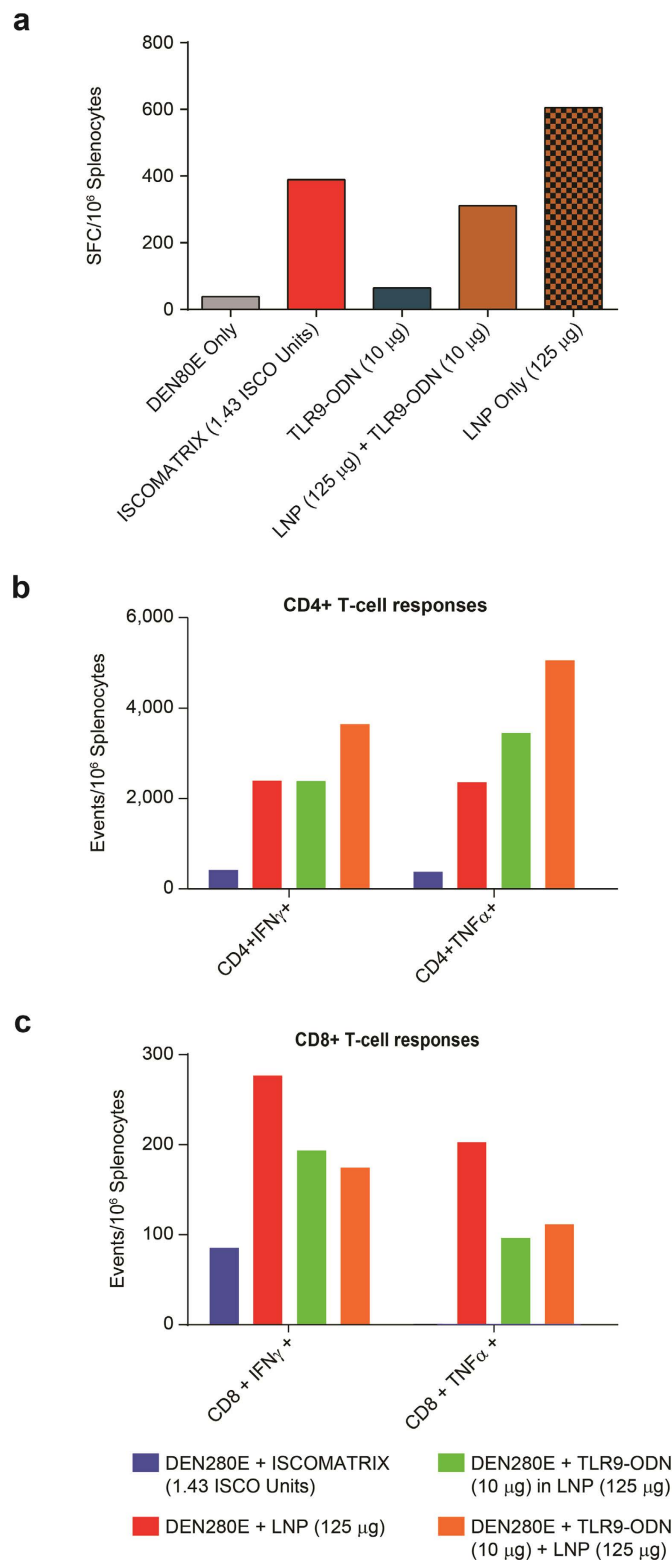 a
800
600
400
200
0
SFC/10⁶ Splenocytes
DEN80E Only
ISCOMATRIX (1.43 ISCO Units)
TLR9-ODN (10 μg)
LNP (125 μg) + TLR9-ODN (10 μg)
LNP Only (125 μg)
b
CD4+ T-cell responses
6,000
4,000
2,000
0
Events/10⁶ Splenocytes
CD4+IFNγ+
CD4+TNFα+
c
CD8+ T-cell responses
300
200
100
0
Events/10⁶ Splenocytes
CD8 + IFNγ +
CD8 + TNFα +
DEN280E + ISCOMATRIX
(1.43 ISCO Units)
DEN280E + LNP (125 μg)
DEN280E + TLR9-ODN
(10 μg) in LNP (125 μg)
DEN280E + TLR9-ODN
(10 μg) + LNP (125 μg)